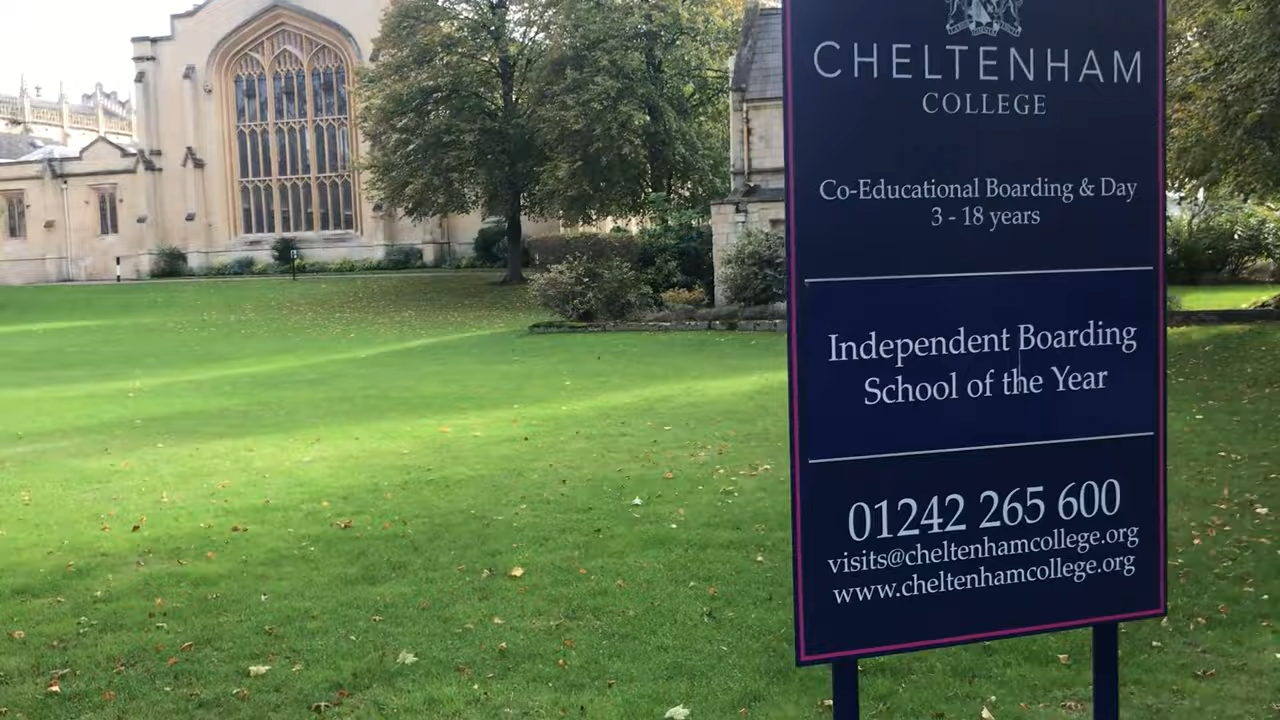 CHELTENHAM
COLLEGE
Co-Educational Boarding & Day
3 - 18 years
Independent Boarding
School of the Year
01242 265 600
visits@cheltenhamcollege.org
www.cheltenhamcollege.org